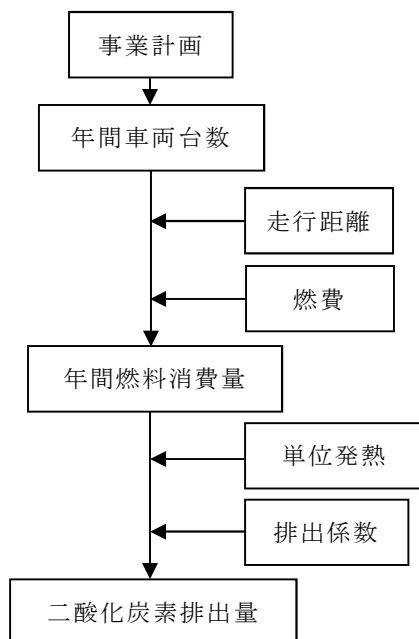 事業計画
年間車両台数
走行距離
燃費
年間燃料消費量
単位発熱
排出係数
二酸化炭素排出量